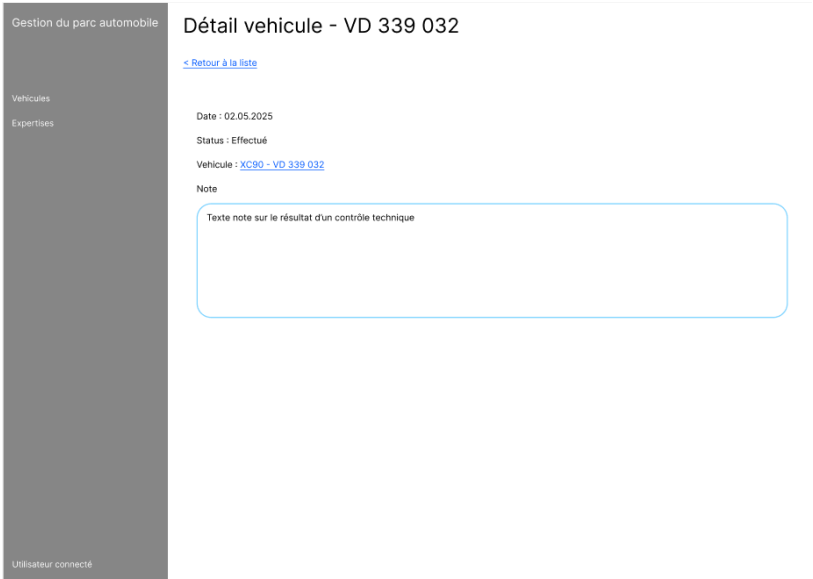 Gestion du parc automobile
Vehicules
Expertises
Utilisateur connecté
Détail vehicule - VD 339 032
< Retour à la liste
Date : 02.05.2025
Status : Effectué
Vehicule : XC90 - VD 339 032
Note
Texte note sur le résultat d'un contrôle technique